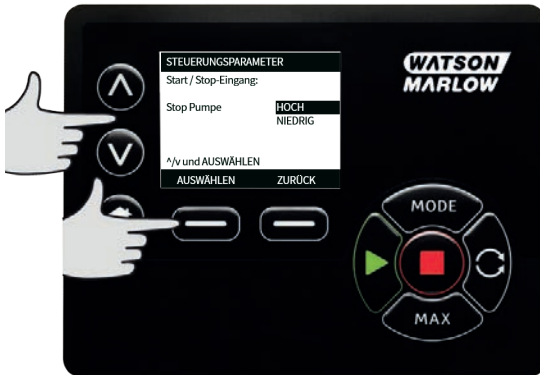 STEUERUNGSPARAMETER
Start / Stop-Eingang:
Stop Pumpe HOCH
NIEDRIG
^/v und AUSWÄHLEN
AUSWÄHLEN ZURÜCK
WATSON
MARLOW
MODE
MAX